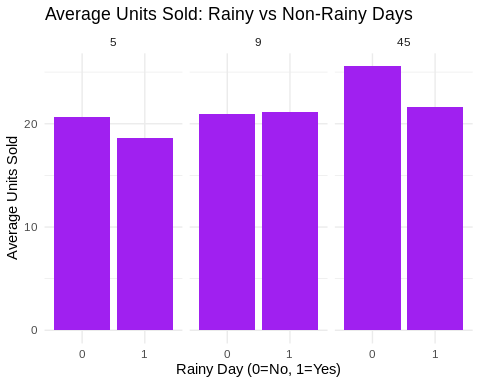 Average Units Sold: Rainy vs Non-Rainy Days
5 9 45
20
10
0
Average Units Sold
0 1 0 1 0 1
Rainy Day (0=No, 1=Yes)